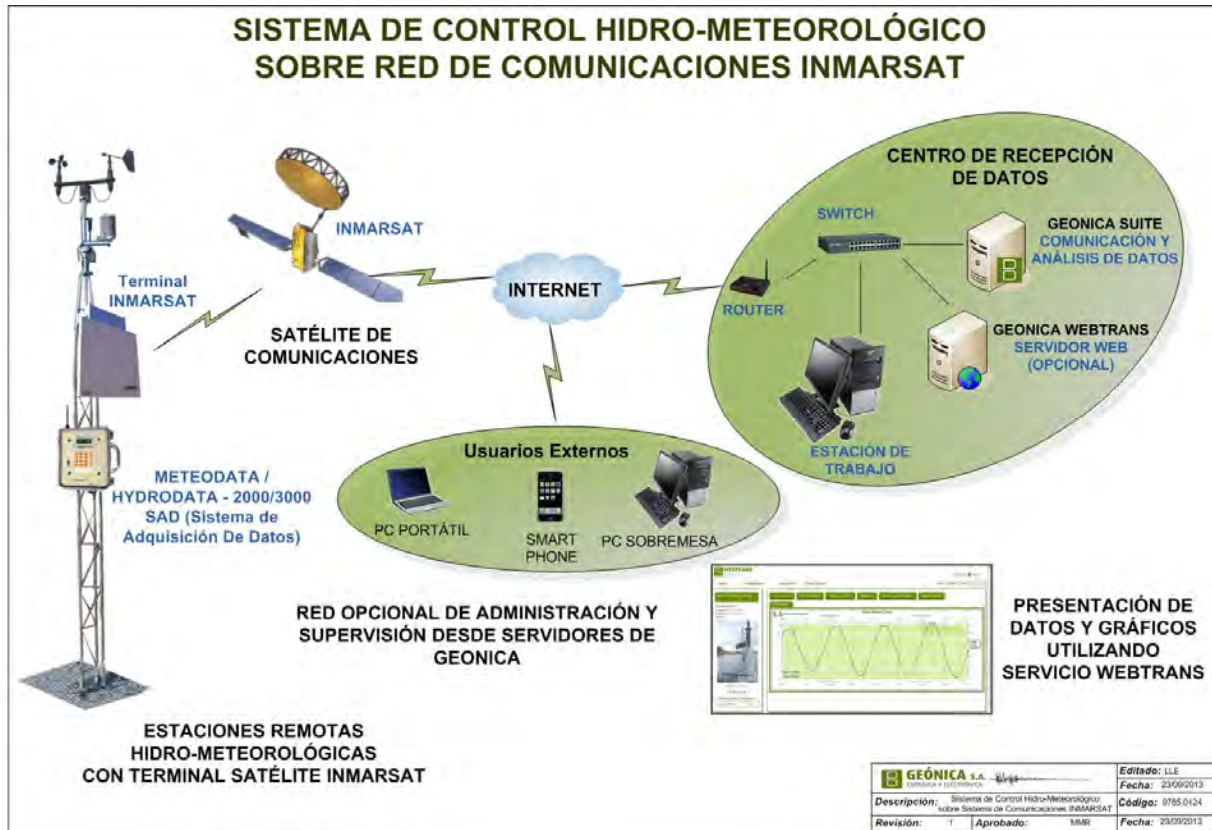 SISTEMA DE CONTROL HIDRO-METEOROLÓGICO
SOBRE RED DE COMUNICACIONES INMARSAT
CENTRO DE RECEPCIÓN
DE DATOS
SWITCH
GEONICA SUITE
COMUNICACIÓN Y
ANÁLISIS DE DATOS
INMARSAT
Terminal
INMARSAT
INTERNET
ROUTER
SATÉLITE DE
COMUNICACIONES
GEONICA WEBTRANS
SERVIDOR WEB
(OPCIONAL)
ESTACIÓN DE
TRABAJO
Usuarios Externos
METEODATA /
HYDRODATA - 2000/3000
SAD (Sistema de
Adquisición De Datos)
PC PORTÁTIL
SMART
PHONE
PC SOBREMESA
RED OPCIONAL DE ADMINISTRACIÓN Y
SUPERVISIÓN DESDE SERVIDORES DE
GEONICA
PRESENTACIÓN DE
DATOS Y GRÁFICOS
UTILIZANDO
SERVICIO WEBTRANS
ESTACIONES REMOTAS
HIDRO-METEOROLÓGICAS
CON TERMINAL SATÉLITE INMARSAT
GEÓNICA S.A.
Editado: LLE
Fecha: 23/09/2013
Descripción: Sistema de Control Hidro-Meteorológico
sobre Sistema de Comunicaciones INMARSAT
Código: 0785.0124
Revisión: 1 Aprobado: MMR Fecha: 23/09/2013